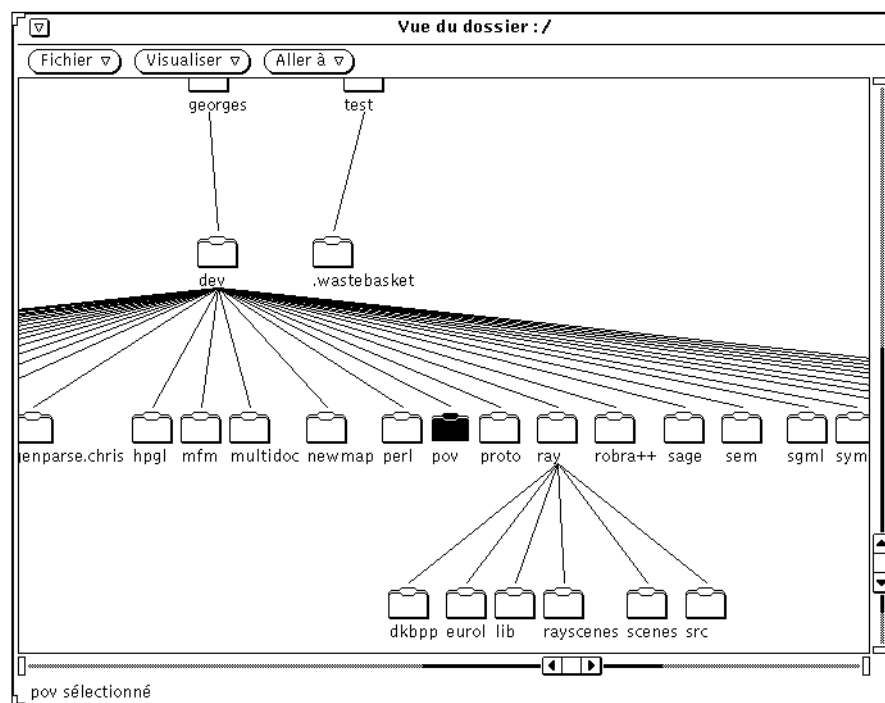 Vue du dossier : /
Fichier Visualiser Aller à
georges test
dev .wastebasket
genparse.chris hpgl mfm multidoc newmap perl pov proto ray robra++ sage sem sgml sym
dkbpp eurol lib rayscenes scenes src
pov sélectionné